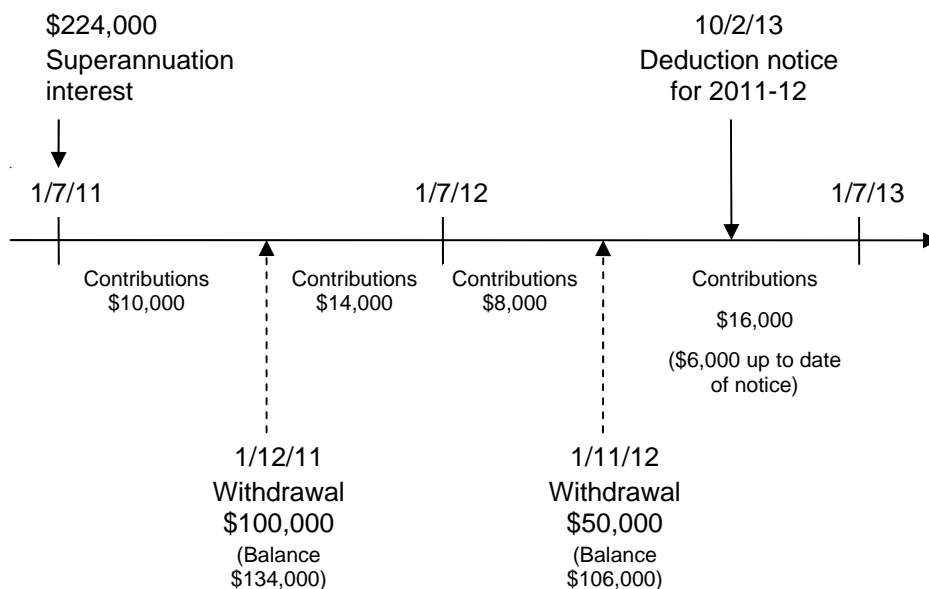 $224,000
Superannuation
interest
10/2/13
Deduction notice
for 2011-12
1/7/11
1/7/12
1/7/13
Contributions
$10,000
Contributions
$14,000
Contributions
$8,000
Contributions
$16,000
($6,000 up to date
of notice)
1/12/11
Withdrawal
$100,000
(Balance
$134,000)
1/11/12
Withdrawal
$50,000
(Balance
$106,000)